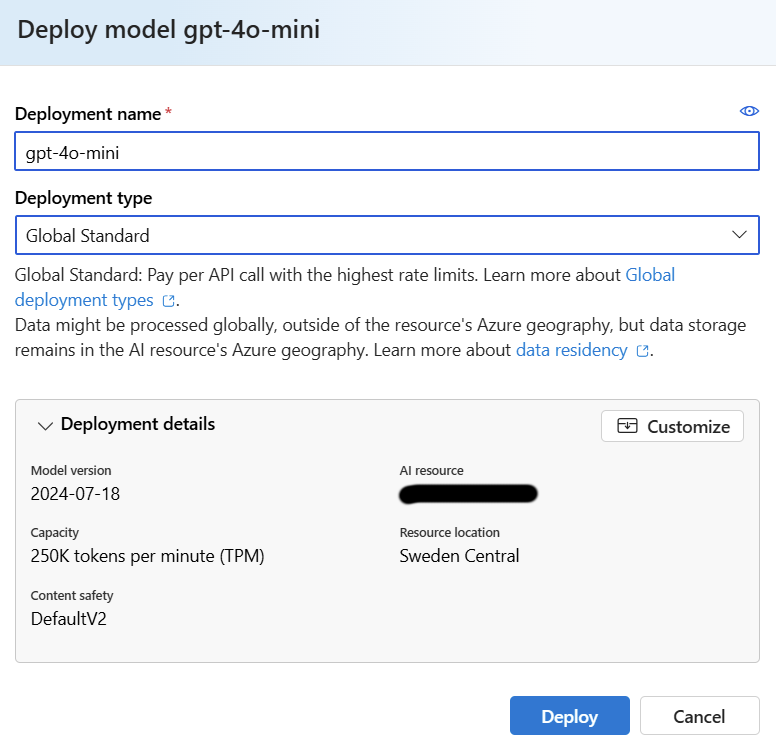 Deploy model gpt-4o-mini
Deployment name *
gpt-4o-mini
Deployment type
Global Standard
Global Standard: Pay per API call with the highest rate limits. Learn more about Global
deployment types.
Data might be processed globally, outside of the resource's Azure geography, but data storage
remains in the AI resource's Azure geography. Learn more about data residency.
Deployment details
Customize
Model version
AI resource
2024-07-18
Capacity
Resource location
250K tokens per minute (TPM)
Sweden Central
Content safety
DefaultV2
Deploy
Cancel